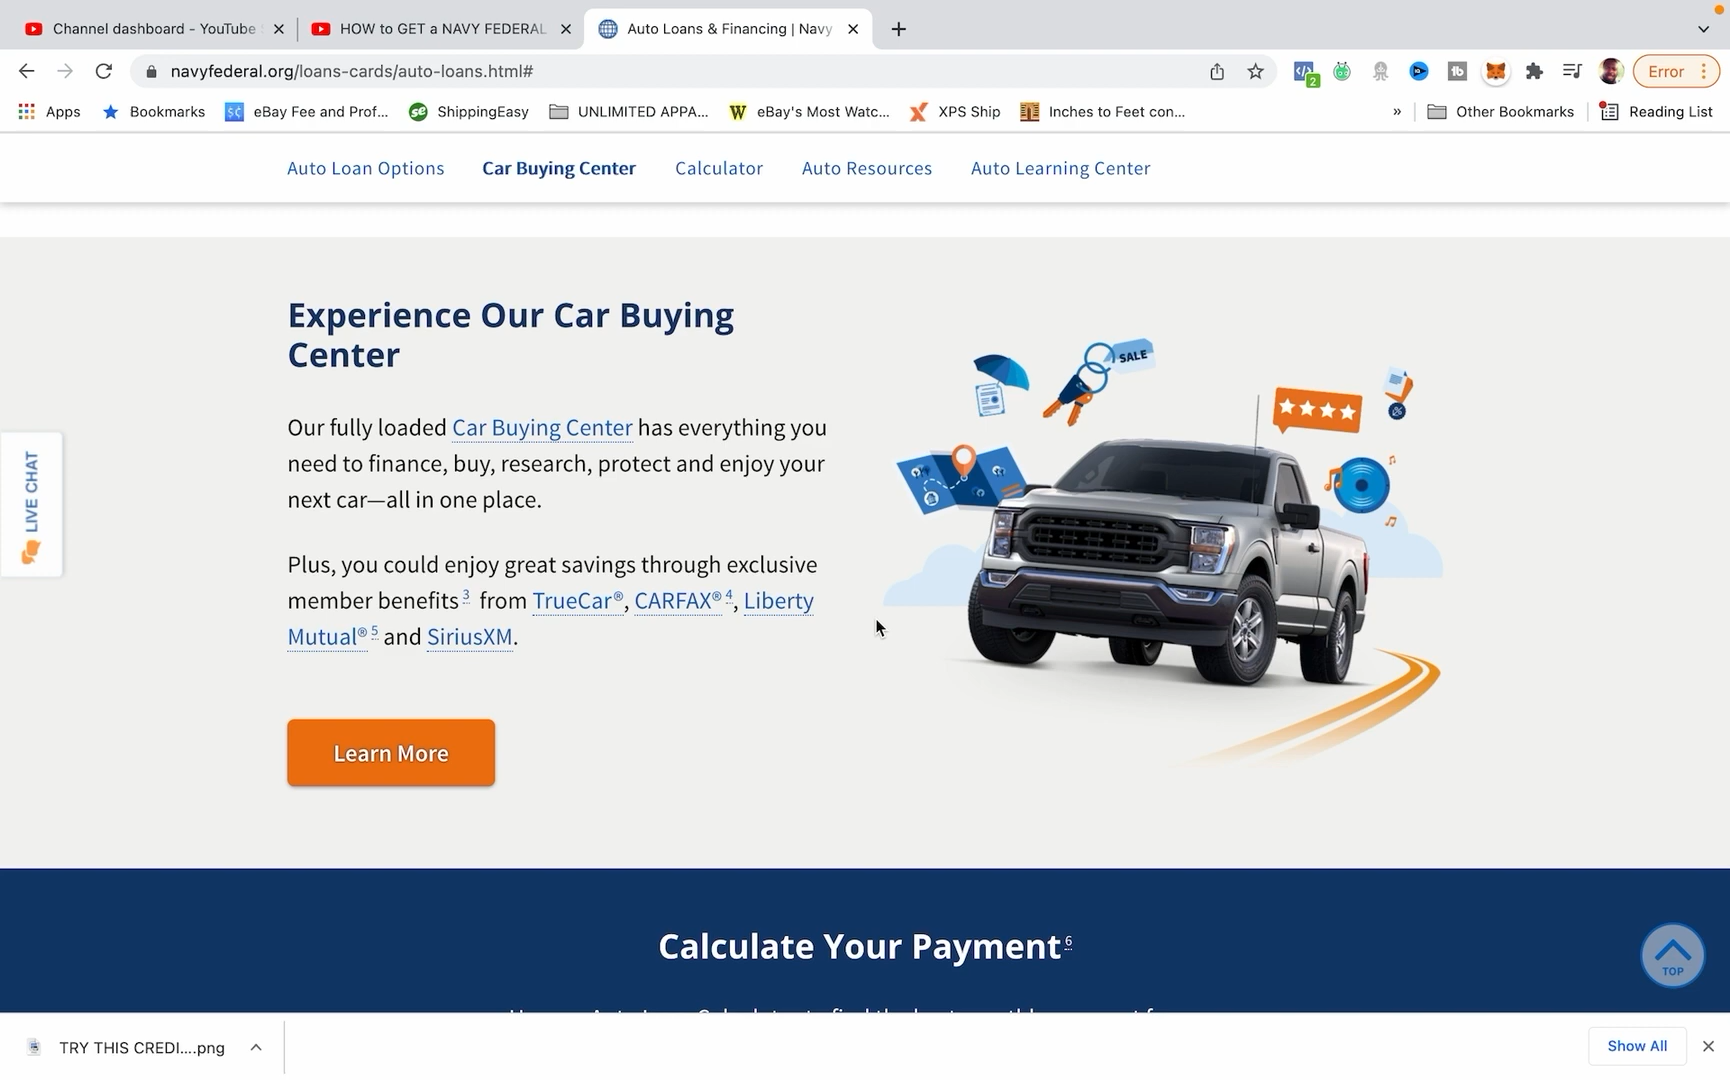 Channel dashboard - YouTube
HOW to GET a NAVY FEDERAL
Auto Loans & Financing | Navy
navyfederal.org/loans-cards/auto-loans.html#
2
tb
Error
Apps
Bookmarks
eBay Fee and Prof...
ShippingEasy
UNLIMITED APPA...
eBay's Most Watc...
XPS Ship
Inches to Feet con...
»
Other Bookmarks
Reading List
Auto Loan Options
Car Buying Center
Calculator
Auto Resources
Auto Learning Center
Experience Our Car Buying
Center
Our fully loaded Car Buying Center has everything you
need to finance, buy, research, protect and enjoy your
next car—all in one place.
Plus, you could enjoy great savings through exclusive
member benefits 3 from TrueCar®, CARFAX® 4, Liberty
Mutual® 5 and SiriusXM.
Learn More
SALE
LIVE CHAT
Calculate Your Payment 6
TOP
TRY THIS CREDI....png
Show All